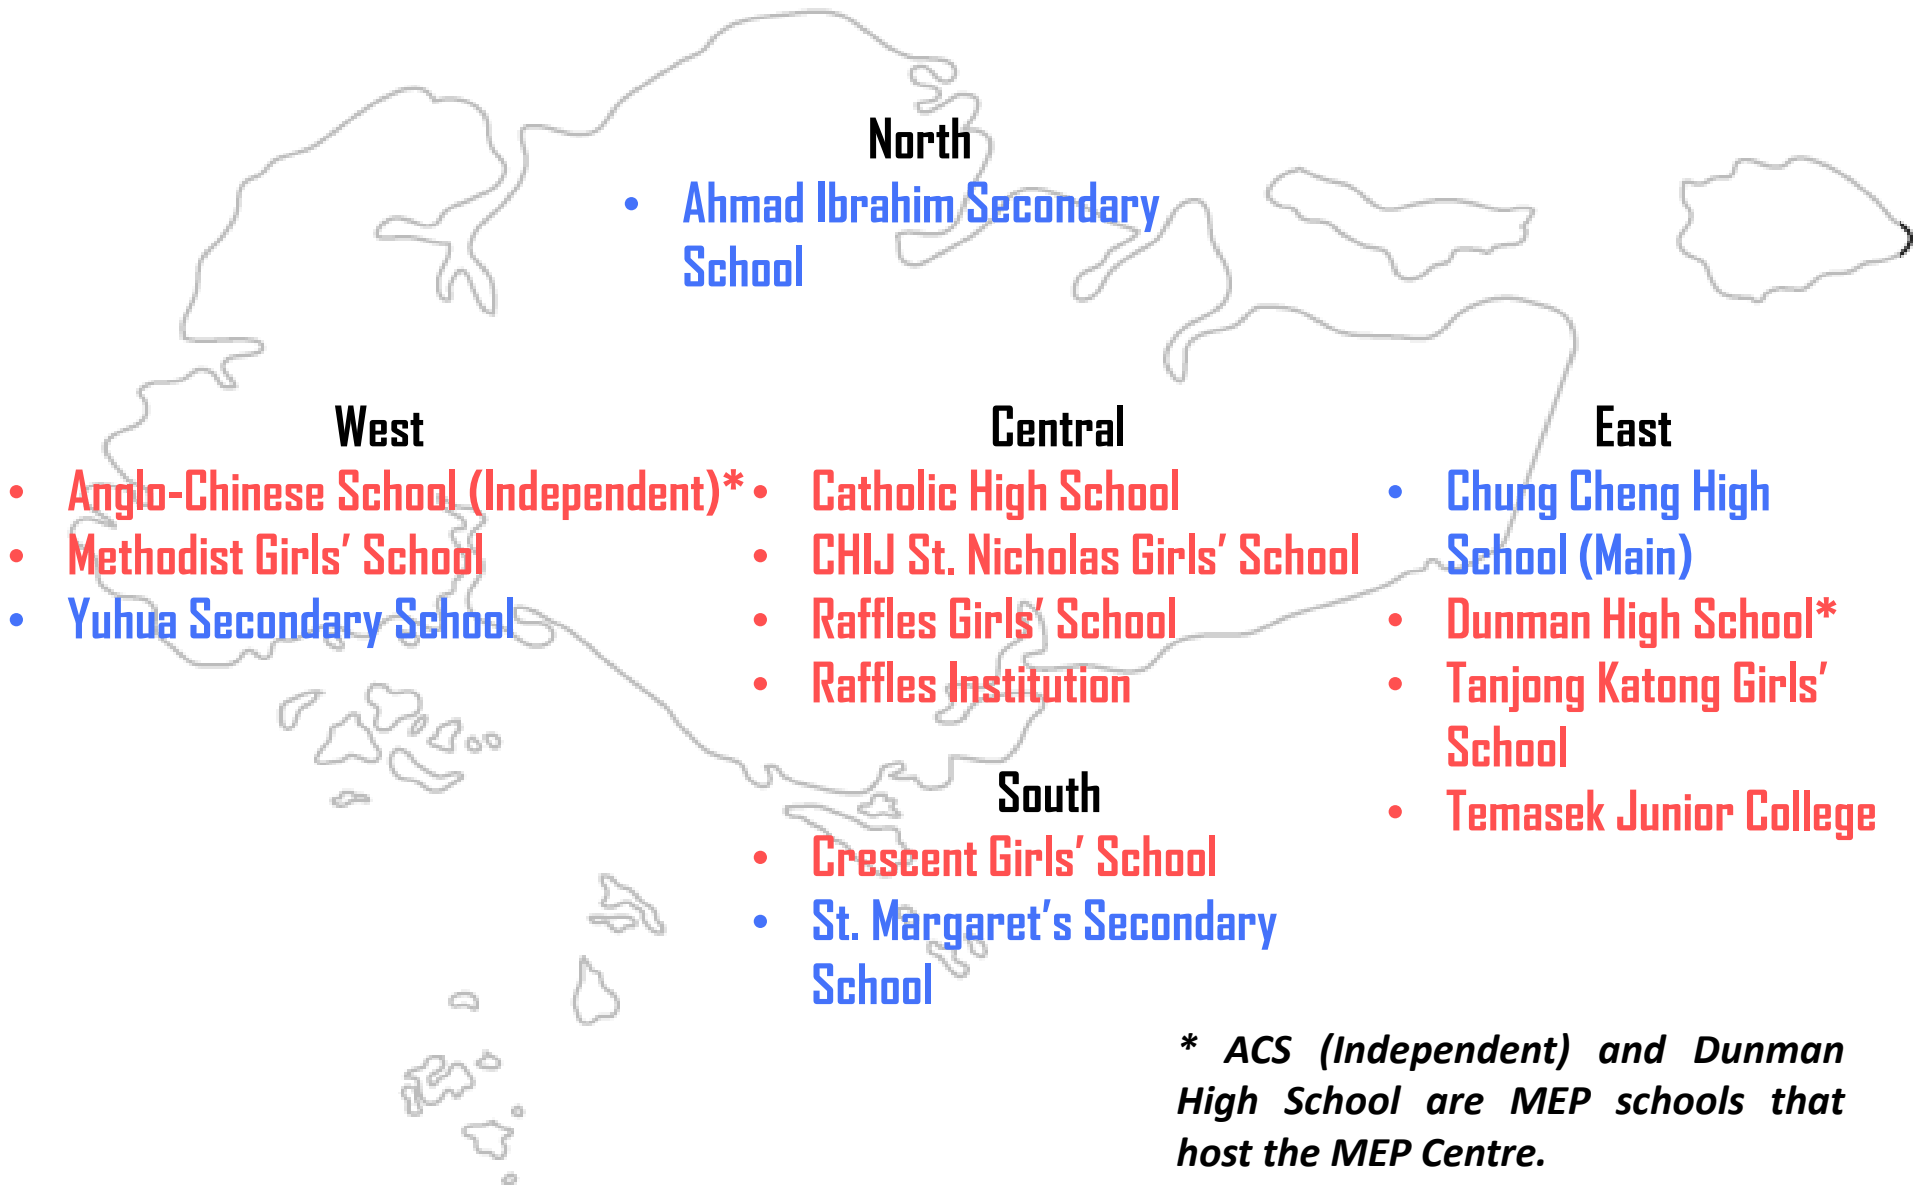 North
• Ahmad Ibrahim Secondary
School
West
• Anglo-Chinese School (Independent)*
• Methodist Girls’ School
• Yuhua Secondary School
Central
• Catholic High School
• CHIJ St. Nicholas Girls’ School
• Raffles Girls’ School
• Raffles Institution
East
• Chung Cheng High
School (Main)
• Dunman High School*
• Tanjong Katong Girls’
School
• Temasek Junior College
South
• Crescent Girls’ School
• St. Margaret’s Secondary
School
* ACS (Independent) and Dunman
High School are MEP schools that
host the MEP Centre.